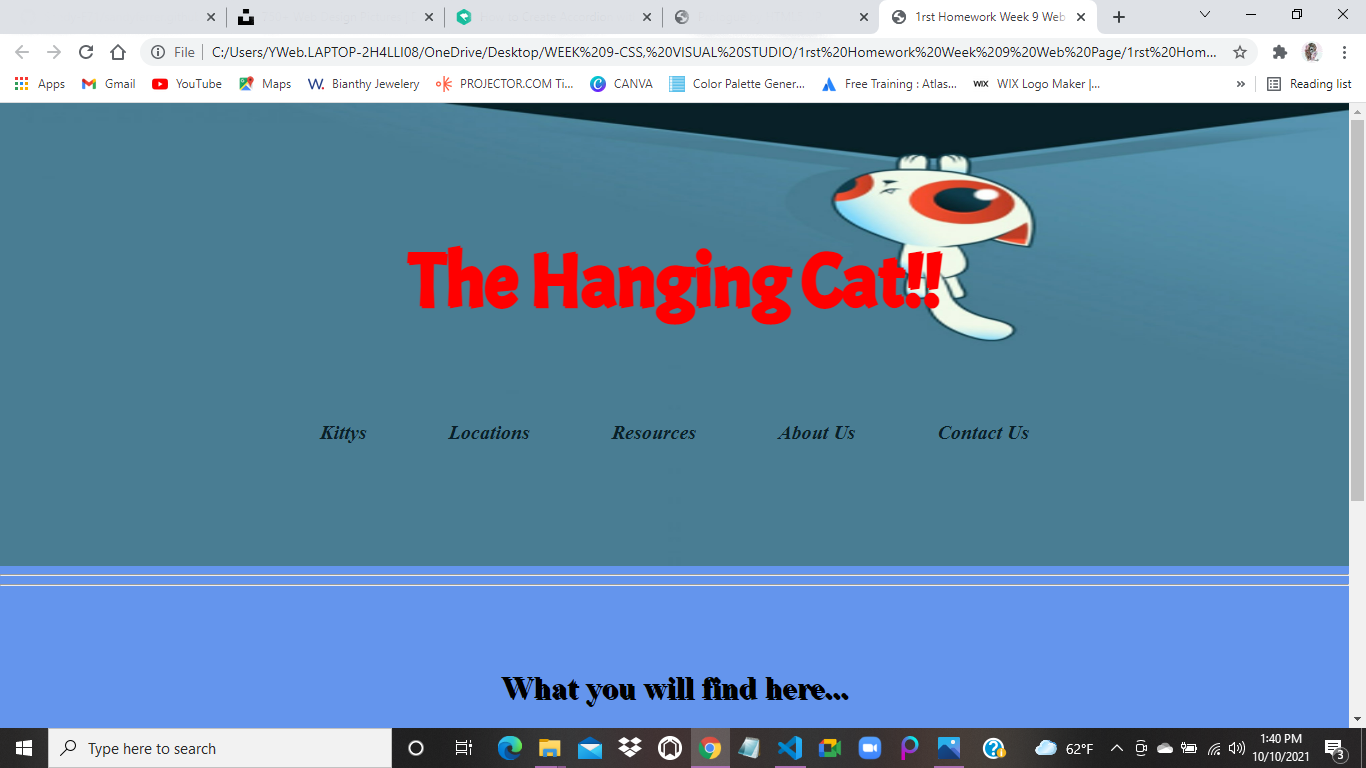 1rst Homework Week 9 Web
File
C:/Users/YWeb.LAPTOP-2H4LLI08/OneDrive/Desktop/WEEK%209-CSS,%20VISUAL%20STUDIO/1rst%20Homework%20Week%209%20Web%20Page/1rst%20Hom...
Apps Gmail YouTube Maps Bianthy Jewelery PROJECTOR.COM Ti... CANVA Color Palette Gener... Free Training : Atlas... WIX WIX Logo Maker |... » Reading list
The Hanging Cat!!
Kittys Locations Resources About Us Contact Us
What you will find here...
Type here to search
62°F
1:40 PM
10/10/2021
3